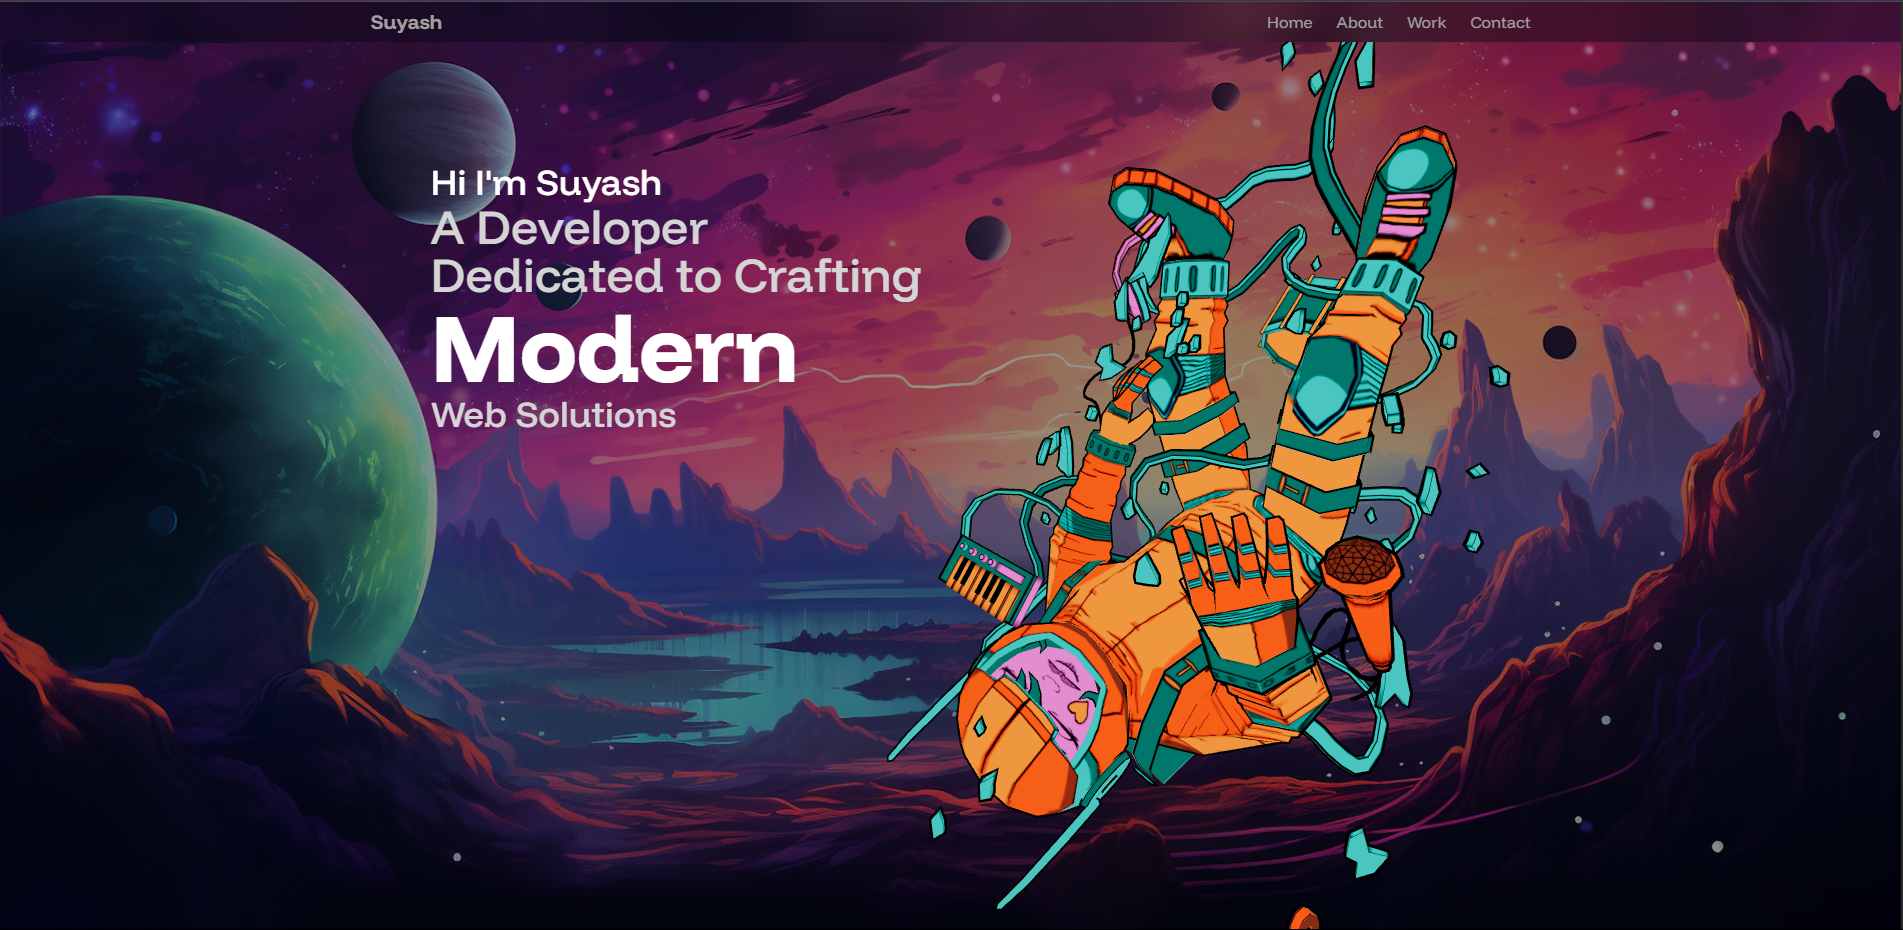 Suyash
Home About Work Contact
Hi I'm Suyash
A Developer
Dedicated to Crafting
Modern
Web Solutions